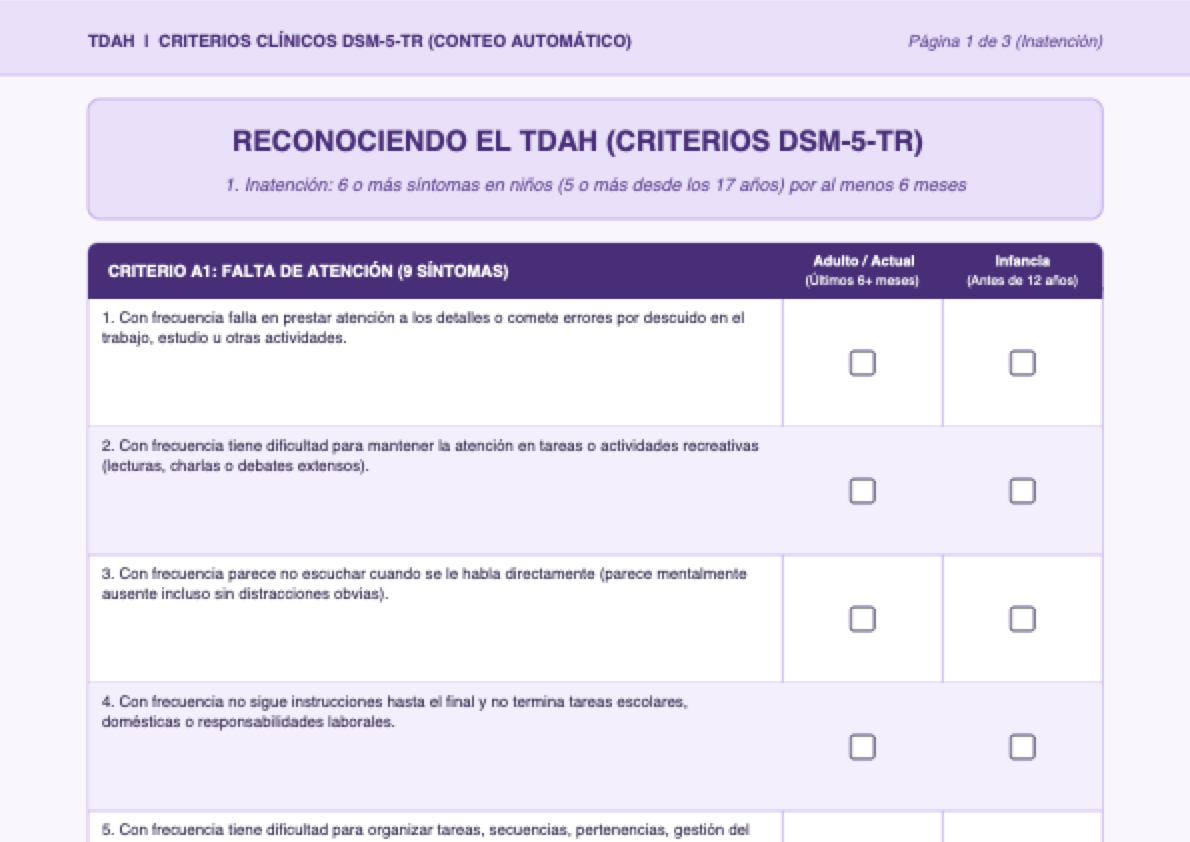 TDAH | CRITERIOS CLÍNICOS DSM-5-TR (CONTEO AUTOMÁTICO)
Página 1 de 3 (Inatención)
RECONOCIENDO EL TDAH (CRITERIOS DSM-5-TR)
1. Inatención: 6 o más síntomas en niños (5 o más desde los 17 años) por al menos 6 meses
CRITERIO A1: FALTA DE ATENCIÓN (9 SÍNTOMAS)
Adulto / Actual
(Últimos 6+ meses)
Infancia
(Antes de 12 años)
1. Con frecuencia falla en prestar atención a los detalles o comete errores por descuido en el
trabajo, estudio u otras actividades.
2. Con frecuencia tiene dificultad para mantener la atención en tareas o actividades recreativas
(lecturas, charlas o debates extensos).
3. Con frecuencia parece no escuchar cuando se le habla directamente (parece mentalmente
ausente incluso sin distracciones obvias).
4. Con frecuencia no sigue instrucciones hasta el final y no termina tareas escolares,
domésticas o responsabilidades laborales.
5. Con frecuencia tiene dificultad para organizar tareas, secuencias, pertenencias, gestión del